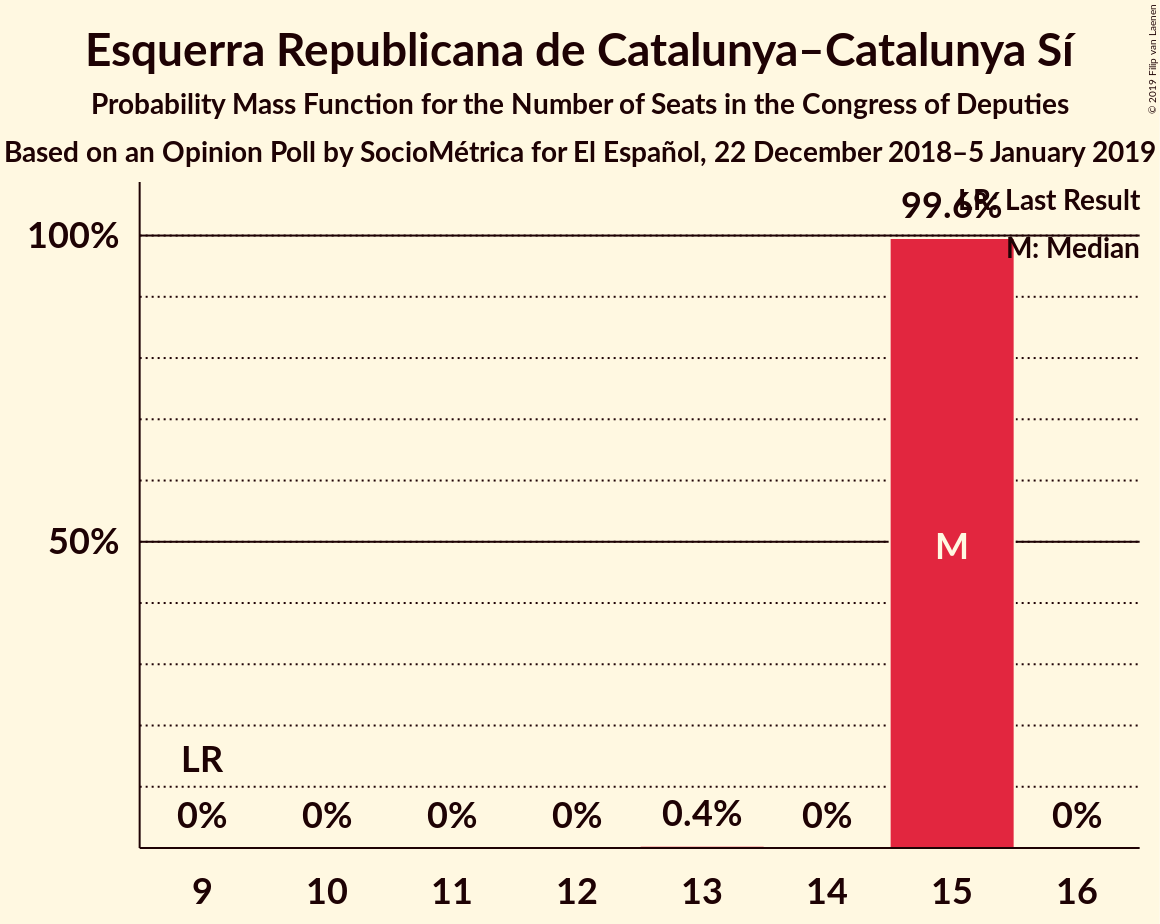 Esquerra Republicana de Catalunya–Catalunya Sí
Probability Mass Function for the Number of Seats in the Congress of Deputies
Based on an Opinion Poll by SocioMétrica for El Español, 22 December 2018–5 January 2019
© 2019 Filip van Laenen
LR: Last Result
M: Median
100%
50%
99.6%
M
LR
0% 0% 0% 0% 0.4% 0% 0%
9 10 11 12 13 14 15 16